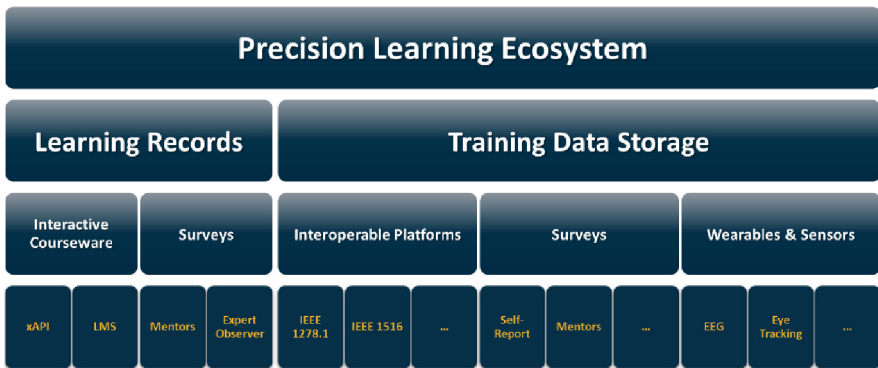 Precision Learning Ecosystem
Learning Records
Training Data Storage
Interactive
Courseware
Surveys
Interoperable Platforms
Surveys
Wearables & Sensors
xAPI
LMS
Mentors
Expert
Observer
IEEE
1278.1
IEEE 1516
...
Self-
Report
Mentors
...
EEG
Eye
Tracking
...